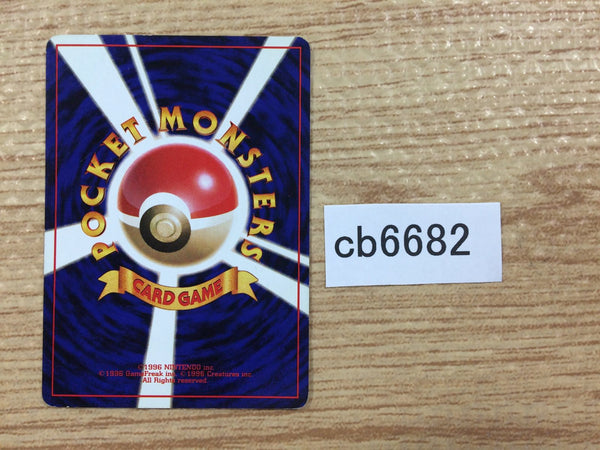 POCKET MONSTERS
CARD GAME
©1996 NINTENDO inc.
©1996 GameFreak inc. ©1996 Creatures inc.
All Rights reserved.
cb6682